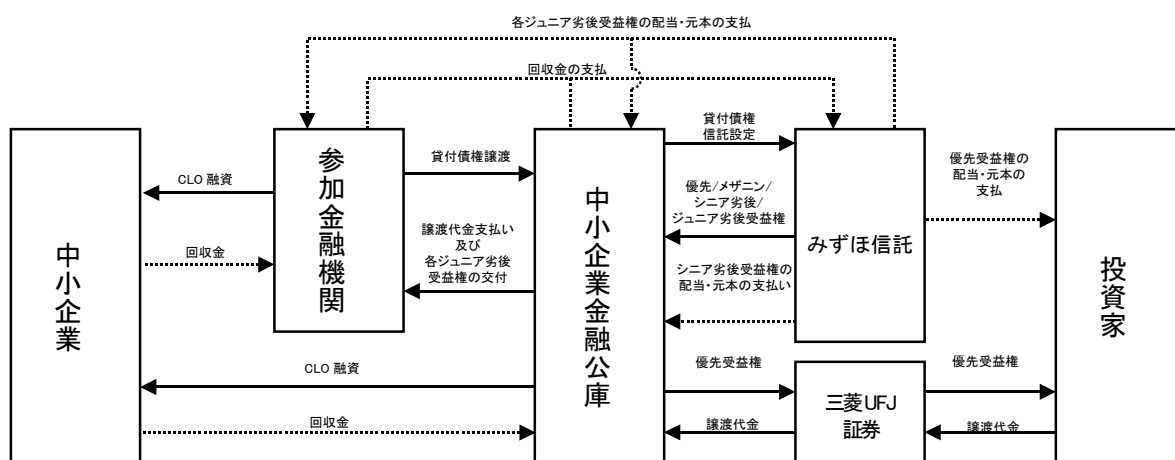 各ジュニア劣後受益権の配当・元本の支払
回収金の支払
中小企業
CLO 融資
回収金
参加金融機関
貸付債権譲渡
譲渡代金支払い
及び
各ジュニア劣後
受益権の交付
CLO 融資
回収金
中小企業金融公庫
貸付債権
信託設定
優先/メザニン/
シニア劣後/
ジュニア劣後受益権
シニア劣後受益権の
配当・元本の支払い
優先受益権
譲渡代金
みずほ信託
三菱UFJ
証券
優先受益権の
配当・元本の
支払
優先受益権
譲渡代金
投資家